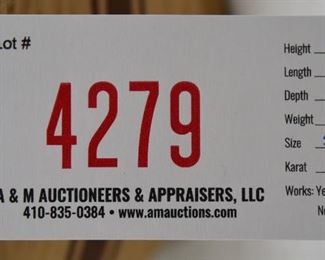 Lot #
4279
A & M AUCTIONEERS & APPRAISERS, LLC
410-835-0384 • www.amauctions.com
Height
Length
Depth
Weight
Size
Karat
Works: Ye